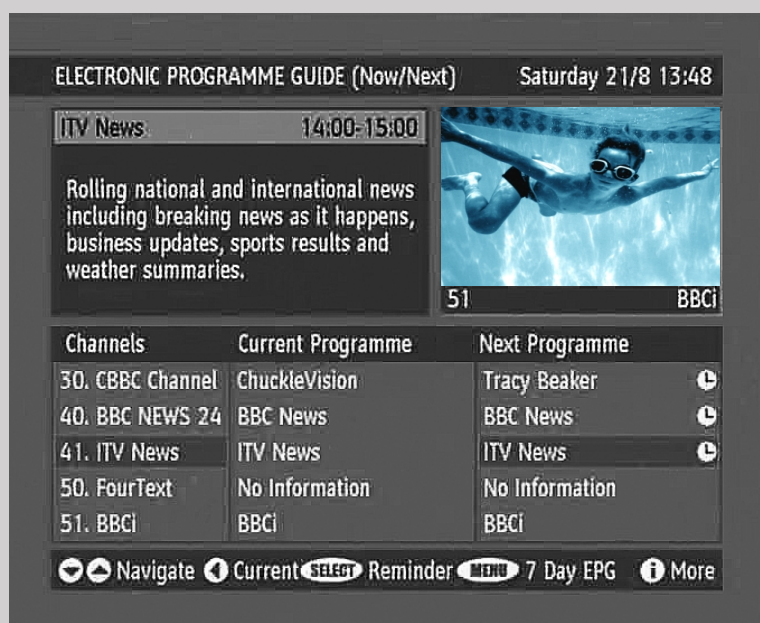 ELECTRONIC PROGRAMME GUIDE (Now/Next) Saturday 21/8 13:48
ITV News 14:00-15:00
Rolling national and international news
including breaking news as it happens,
business updates, sports results and
weather summaries.
51 BBCi
Channels Current Programme Next Programme
30. CBBC Channel ChuckleVision Tracy Beaker
40. BBC NEWS 24 BBC News BBC News
41. ITV News ITV News ITV News
50. FourText No Information No Information
51. BBCi BBCi BBCi
Navigate Current SELECT Reminder MENU 7 Day EPG i More